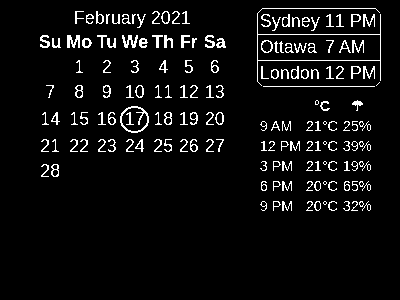 February 2021
Su Mo Tu We Th Fr Sa
1 2 3 4 5 6
7 8 9 10 11 12 13
14 15 16 17 18 19 20
21 22 23 24 25 26 27
28
Sydney 11 PM
Ottawa 7 AM
London 12 PM
°C
9 AM 21°C 25%
12 PM 21°C 39%
3 PM 21°C 19%
6 PM 20°C 65%
9 PM 20°C 32%